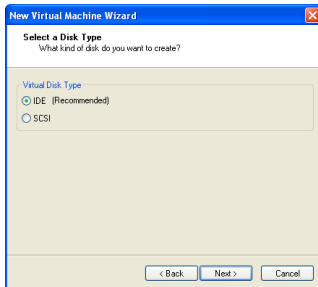 New Virtual Machine Wizard
Select a Disk Type
What kind of disk do you want to create?
Virtual Disk Type
IDE (Recommended)
SCSI
< Back
Next >
Cancel